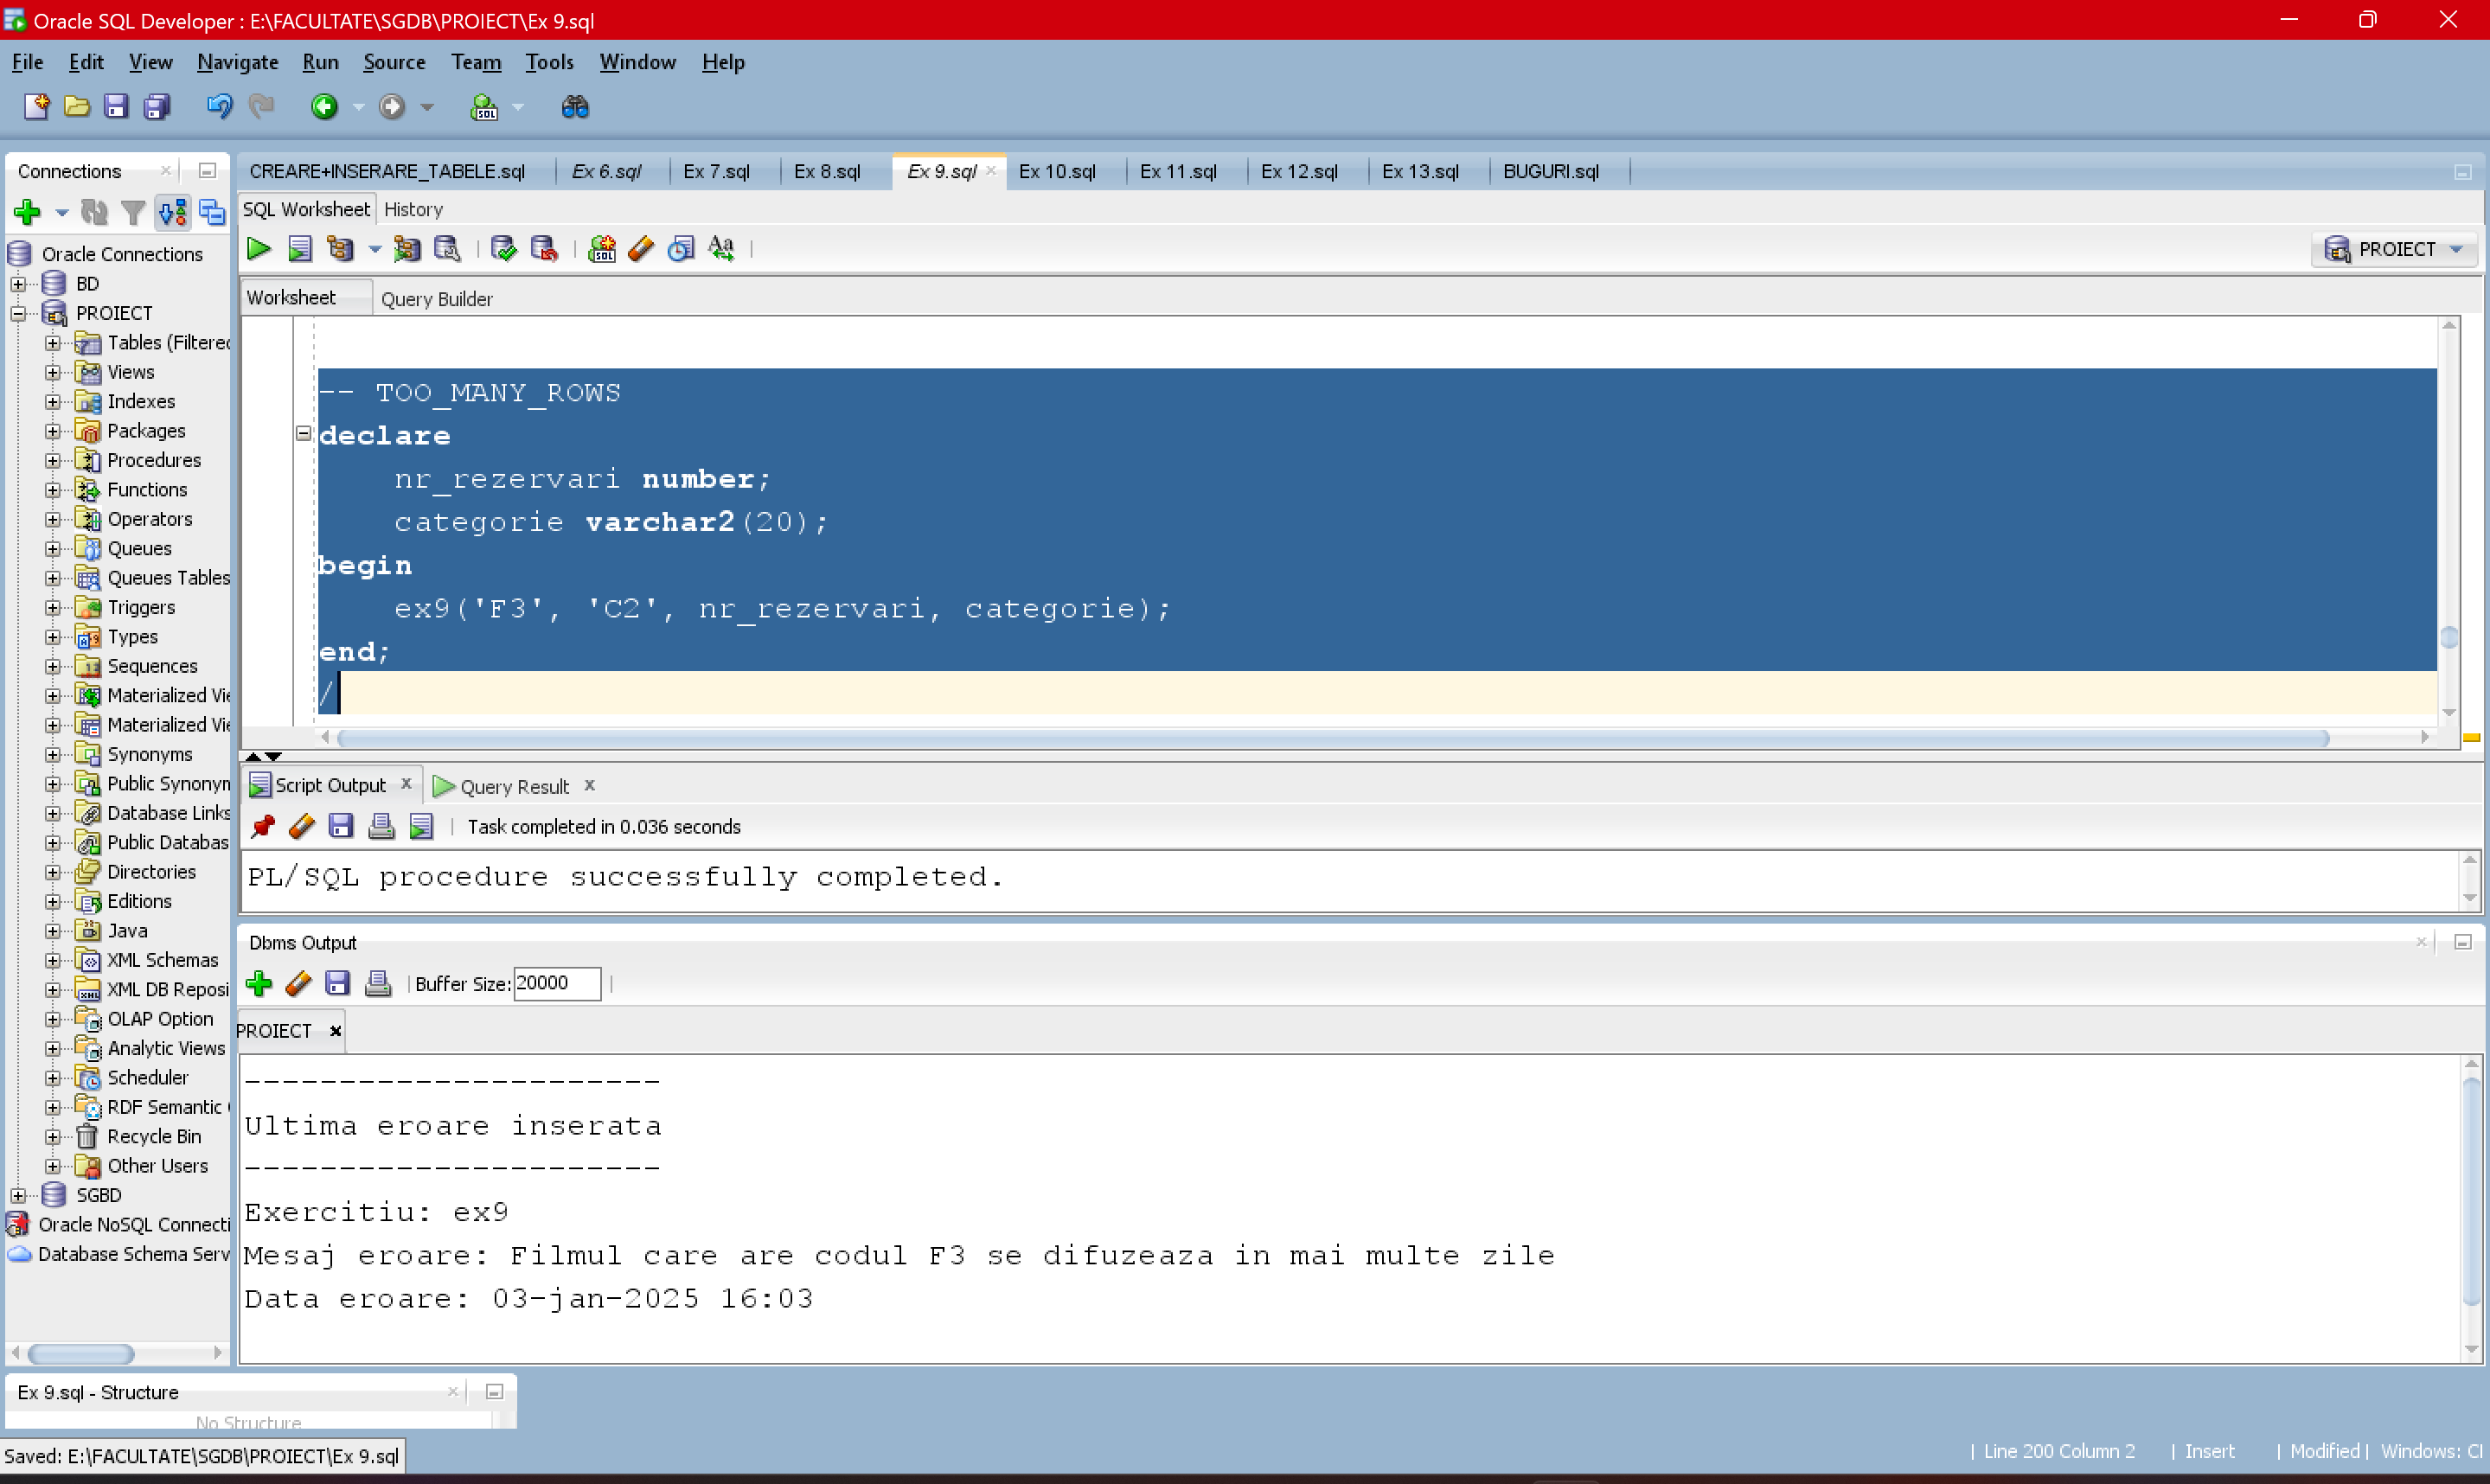 Oracle SQL Developer : E:\FACULTATE\SGDB\PROIECT\Ex 9.sql
File Edit View Navigate Run Source Team Tools Window Help
Connections
CREARE+INSERARE_TABELE.sql Ex 6.sql Ex 7.sql Ex 8.sql Ex 9.sql Ex 10.sql Ex 11.sql Ex 12.sql Ex 13.sql BUGURI.sql
SQL Worksheet History
PROIECT
Worksheet Query Builder
Oracle Connections
BD
PROIECT
Tables (Filtered
Views
Indexes
Packages
Procedures
Functions
Operators
Queues
Queues Tables
Triggers
Types
Sequences
Materialized Vie
Materialized Vie
Synonyms
Public Synonym
Database Links
Public Databas
Directories
Editions
Java
XML Schemas
XML DB Reposi
OLAP Option
Analytic Views
Scheduler
RDF Semantic
Recycle Bin
Other Users
SGBD
Oracle NoSQL Connecti
Database Schema Serv
-- TOO_MANY_ROWS
declare
nr_rezervari number;
categorie varchar2(20);
begin
ex9('F3', 'C2', nr_rezervari, categorie);
end;
/
Script Output Query Result
Task completed in 0.036 seconds
PL/SQL procedure successfully completed.
Dbms Output
Buffer Size: 20000
PROIECT
----------------------
Ultima eroare inserata
----------------------
Exercitiu: ex9
Mesaj eroare: Filmul care are codul F3 se difuzeaza in mai multe zile
Data eroare: 03-jan-2025 16:03
Ex 9.sql - Structure
No Structure
Saved: E:\FACULTATE\SGDB\PROIECT\Ex 9.sql
Line 200 Column 2 | Insert | Modified | Windows: Cl